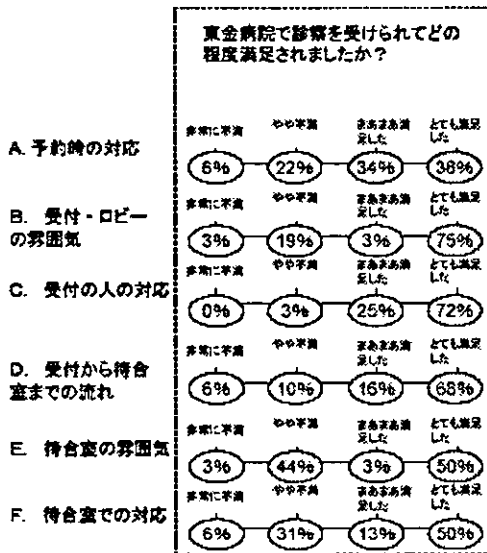 東金病院で診察を受けられてどの
程度満足されましたか？
A. 予約時の対応
非常に不満 やや不満 まあまあ満足した とても満足した
6% 22% 34% 38%
B. 受付・ロビー
の雰囲気
非常に不満 やや不満 まあまあ満足した とても満足した
3% 19% 3% 75%
C. 受付の人の対応
非常に不満 やや不満 まあまあ満足した とても満足した
0% 3% 25% 72%
D. 受付から待合
室までの流れ
非常に不満 やや不満 まあまあ満足した とても満足した
6% 10% 16% 68%
E. 待合室の雰囲気
非常に不満 やや不満 まあまあ満足した とても満足した
3% 44% 3% 50%
F. 待合室での対応
非常に不満 やや不満 まあまあ満足した とても満足した
6% 31% 13% 50%